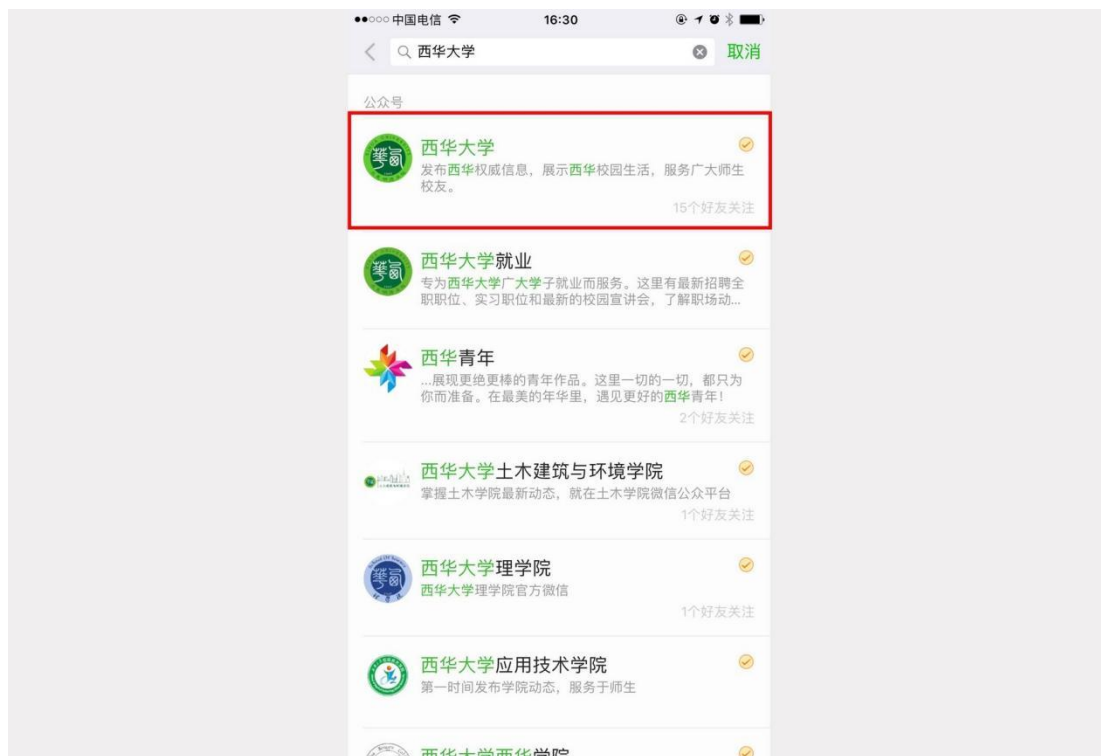 中国电信 16:30
西华大学 取消
公众号
西华大学
发布西华权威信息，展示西华校园生活，服务广大师生
校友。
15个好友关注
西华大学就业
专为西华大学广大学子就业而服务。这里有最新招聘全
职职位、实习职位和最新的校园宣讲会，了解职场动...
西华青年
...展现更绝更棒的青年作品。这里一切的一切，都只为
你而准备。在最美的年华里，遇见更好的西华青年！
2个好友关注
西华大学土木建筑与环境学院
掌握土木学院最新动态，就在土木学院微信公众平台
1个好友关注
西华大学理学院
西华大学理学院官方微信
1个好友关注
西华大学应用技术学院
第一时间发布学院动态，服务于师生
西华大学西华学院